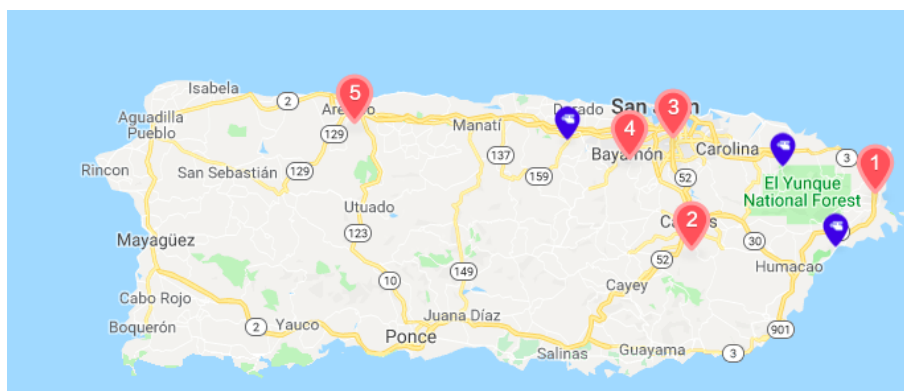 Isabela
2
5
Arecibo
Aguadilla
Pueblo
129
Manatí
Dorado
San Juan
3
4
Bayamón
Carolina
3
1
Rincon
San Sebastián
129
137
159
52
El Yunque
National Forest
Utuado
123
2
Caguas
Mayagüez
30
149
10
52
Humacao
Cayey
Cabo Rojo
Boquerón
2
Yauco
Ponce
Juana Díaz
Salinas
Guayama
3
901